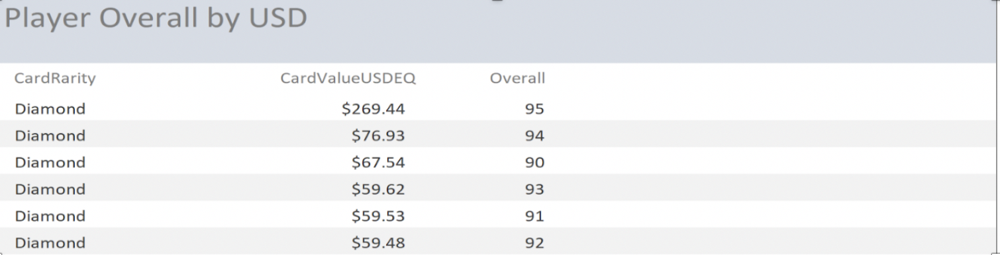 Player Overall by USD
CardRarity CardValueUSDEQ Overall
Diamond $269.44 95
Diamond $76.93 94
Diamond $67.54 90
Diamond $59.62 93
Diamond $59.53 91
Diamond $59.48 92